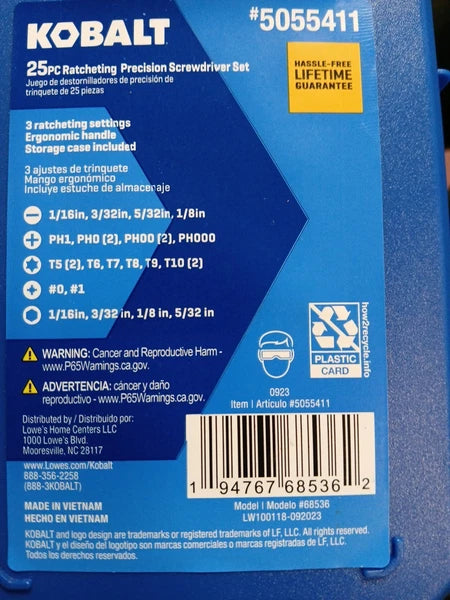 KOBALT
#5055411
25PC Ratcheting Precision Screwdriver Set
Juego de destornilladores de precisión de
trinquete de 25 piezas
HASSLE-FREE
LIFETIME
GUARANTEE
3 ratcheting settings
Ergonomic handle
Storage case included
3 ajustes de trinquete
Mango ergonómico
Incluye estuche de almacenaje
1/16in, 3/32in, 5/32in, 1/8in
PH1, PH0 (2), PH00 (2), PH000
T5 (2), T6, T7, T8, T9, T10 (2)
#0, #1
1/16in, 3/32 in, 1/8 in, 5/32 in
PLASTIC
CARD
how2recycle.info
WARNING: Cancer and Reproductive Harm -
www.P65Warnings.ca.gov.
ADVERTENCIA: cáncer y daño
reproductivo - www.P65Warnings.ca.gov.
0923
Item | Artículo #5055411
Distributed by / Distribuido por:
Lowe's Home Centers LLC
1000 Lowe's Blvd.
Mooresville, NC 28117
www.Lowes.com/Kobalt
888-356-2258
(888-3KOBALT)
1 94767 68536 2
Model | Modelo #68536
LW100118-092023
MADE IN VIETNAM
HECHO EN VIETNAM
KOBALT and logo design are trademarks or registered trademarks of LF, LLC. All rights reserved.
KOBALT y el diseño del logotipo son marcas comerciales o marcas registradas de LF, LLC.
Todos los derechos reservados.